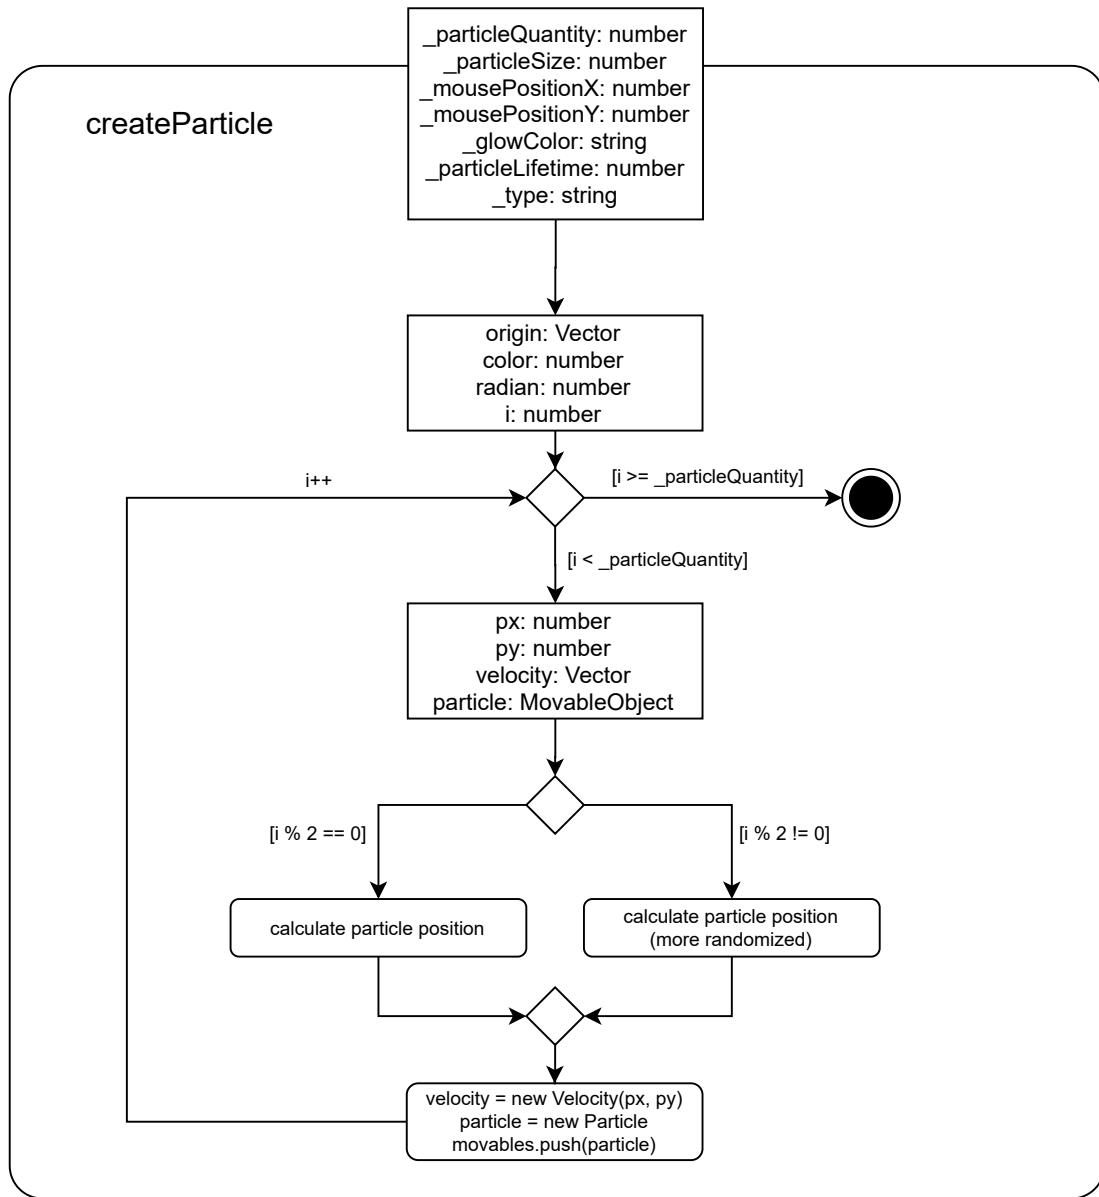 _particleQuantity: number
_particleSize: number
_mousePositionX: number
_mousePositionY: number
_glowColor: string
_particleLifetime: number
_type: string
createParticle
origin: Vector
color: number
radian: number
i: number
i++
[i >= _particleQuantity]
[i < _particleQuantity]
px: number
py: number
velocity: Vector
particle: MovableObject
[i % 2 == 0]
[i % 2 != 0]
calculate particle position
calculate particle position
(more randomized)
velocity = new Velocity(px, py)
particle = new Particle
movables.push(particle)